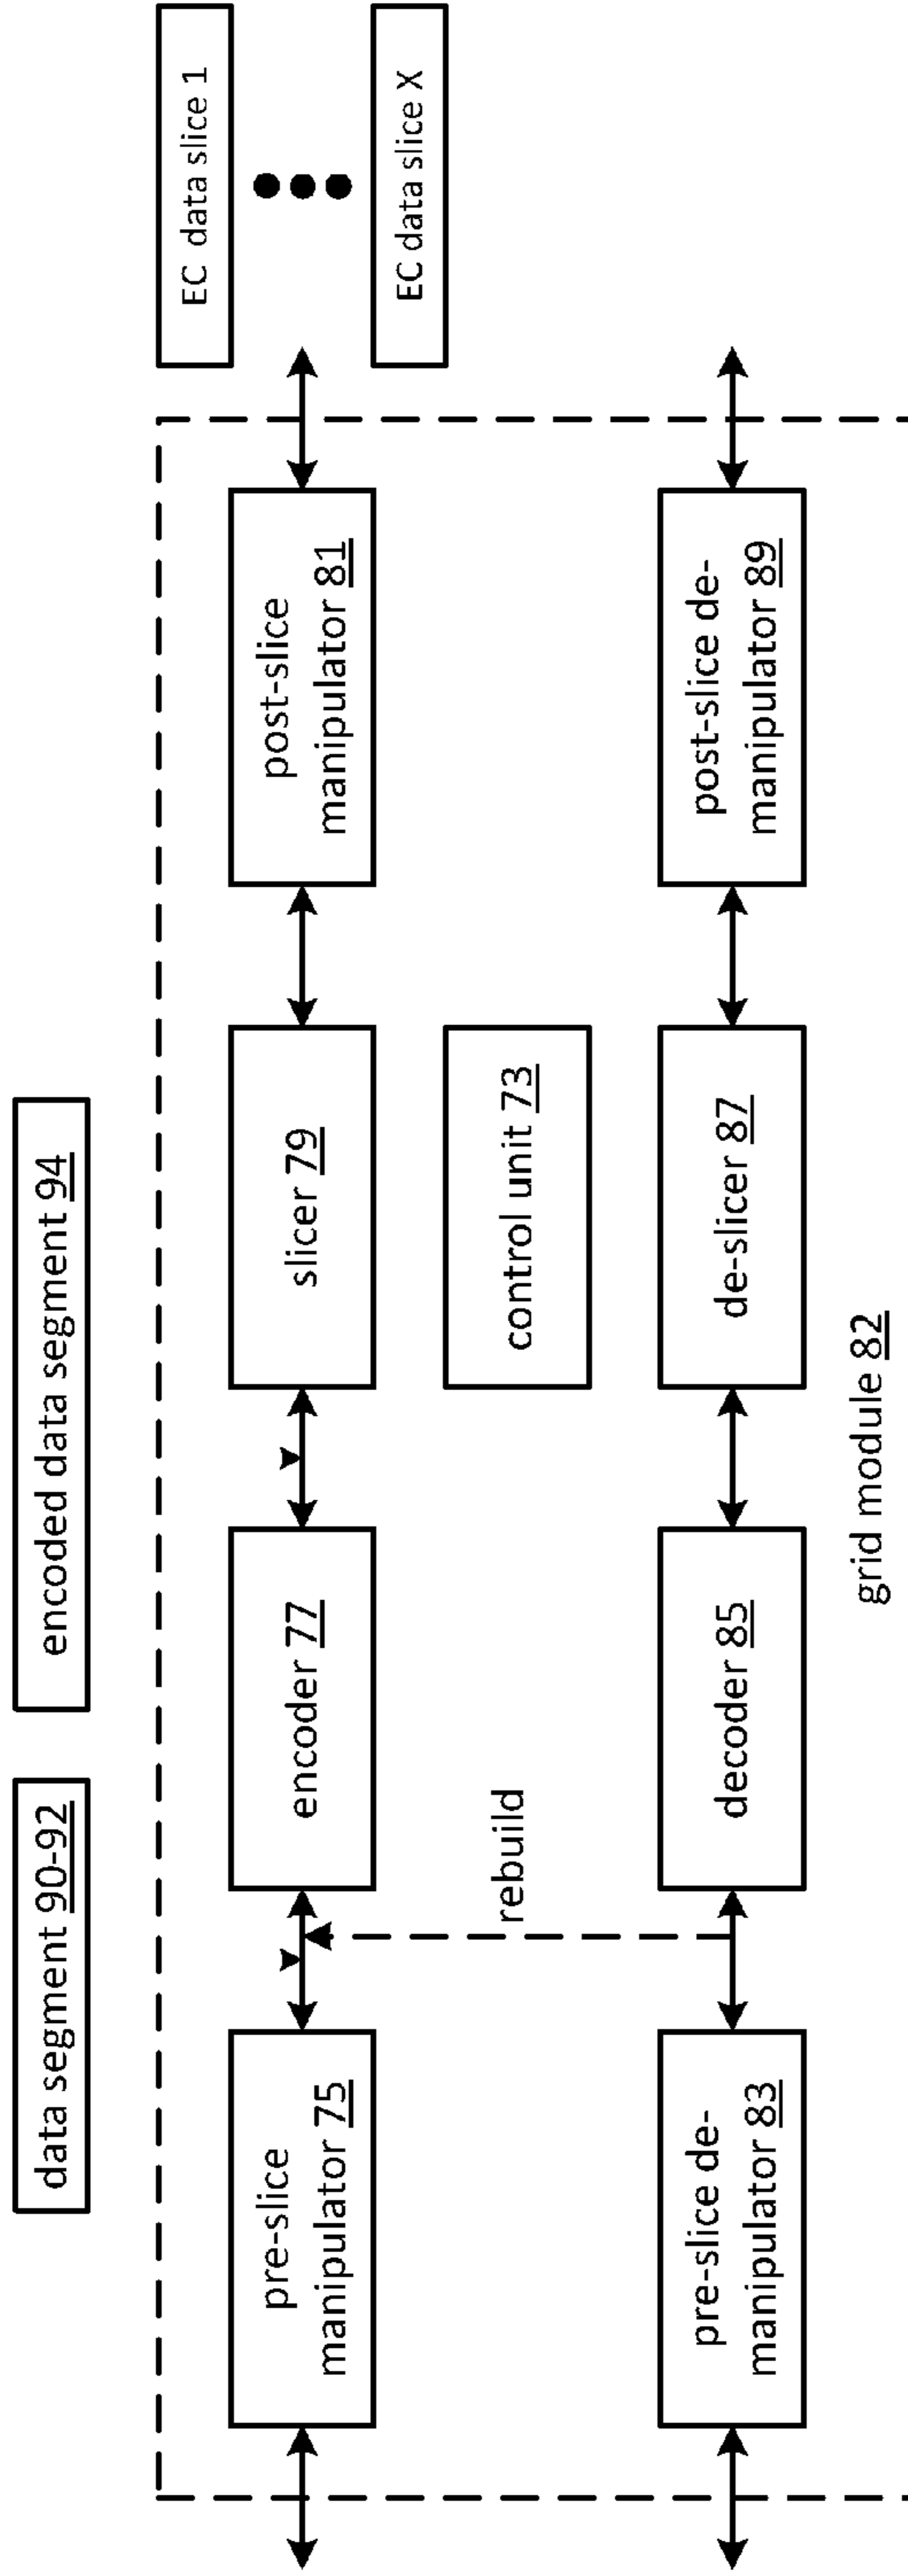 data segment 90-92
encoded data segment 94
EC data slice 1
EC data slice X
pre-slice
manipulator 75
encoder 77
slicer 79
post-slice
manipulator 81
rebuild
control unit 73
pre-slice de-
manipulator 83
decoder 85
de-slicer 87
post-slice de-
manipulator 89
grid module 82